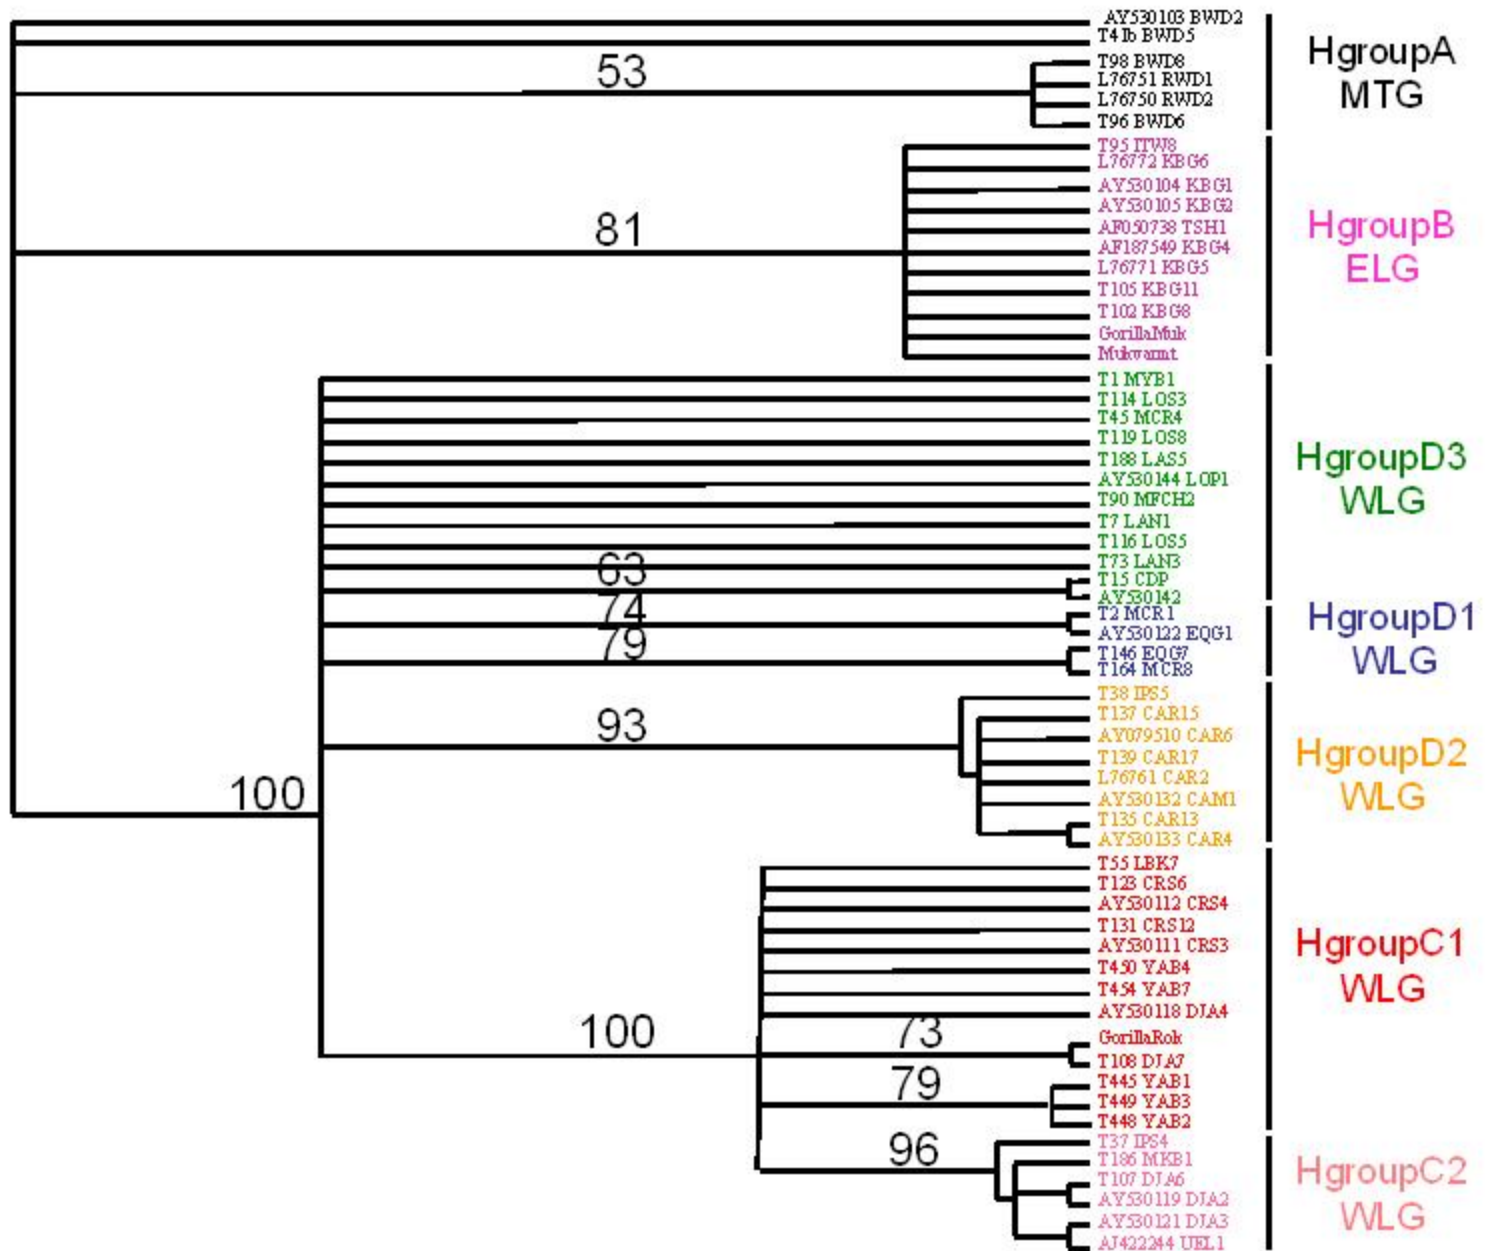 AY530103 BWD2
T4 Ib BWD5
T98 BWD8
L76751 RWD1
L76750 RWD2
T96 BWD6
53
HgroupA
MTG
T95 ITW8
L76772 KBG6
AY530104 KBG1
AY530105 KBG2
AF050738 TSH1
AF187549 KBG4
L76771 KBG5
T105 KBG11
T102 KBG8
GorillaMuk
Mukvarint
81
HgroupB
ELG
T1 MYB1
T114 LOS3
T45 MCR4
T119 LOS8
T188 LAS5
AY530144 LOP1
T90 MFCH2
T7 LAN1
T116 LOS5
T73 LAN3
T15 CDP
AY530142
63
HgroupD3
WLG
T2 MCR1
AY530122 EQG1
T146 EQG7
T164 MCR8
74
79
HgroupD1
WLG
T38 IPS5
T137 CAR15
AY079510 CAR6
T139 CAR17
L76761 CAR2
AY530132 CAM1
T135 CAR13
AY530133 CAR4
93
HgroupD2
WLG
100
T55 LBK7
T123 CRS6
AY530112 CRS4
T131 CRS12
AY530111 CRS3
T450 YAB4
T454 YAB7
AY530118 DJA4
GorillaRok
T108 DJA7
T445 YAB1
T449 YAB3
T448 YAB2
100
73
79
HgroupC1
WLG
T37 IPS4
T186 MKB1
T107 DJA6
AY530119 DJA2
AY530121 DJA3
AJ422244 UEL1
96
HgroupC2
WLG